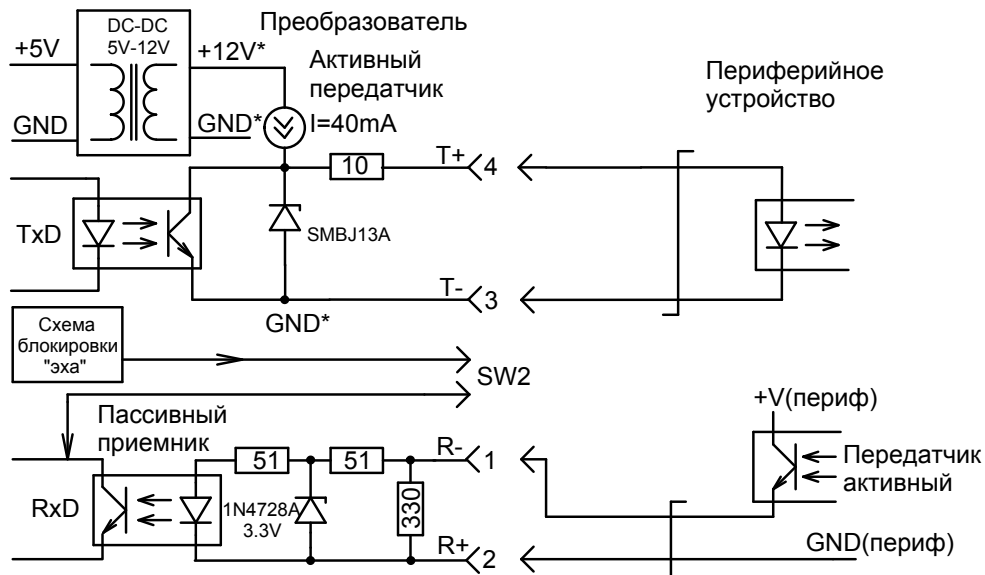 DC-DC
5V-12V
Преобразователь
+5V
+12V*
Активный
передатчик
Периферийное
устройство
GND
GND*
I=40mA
10
T+
4
TxD
SMBJ13A
T-
3
GND*
Схема
блокировки
"эха"
SW2
Пассивный
приемник
+V(периф)
51
51
R-
1
Передатчик
активный
RxD
1N4728A
3.3V
330
R+
2
GND(периф)